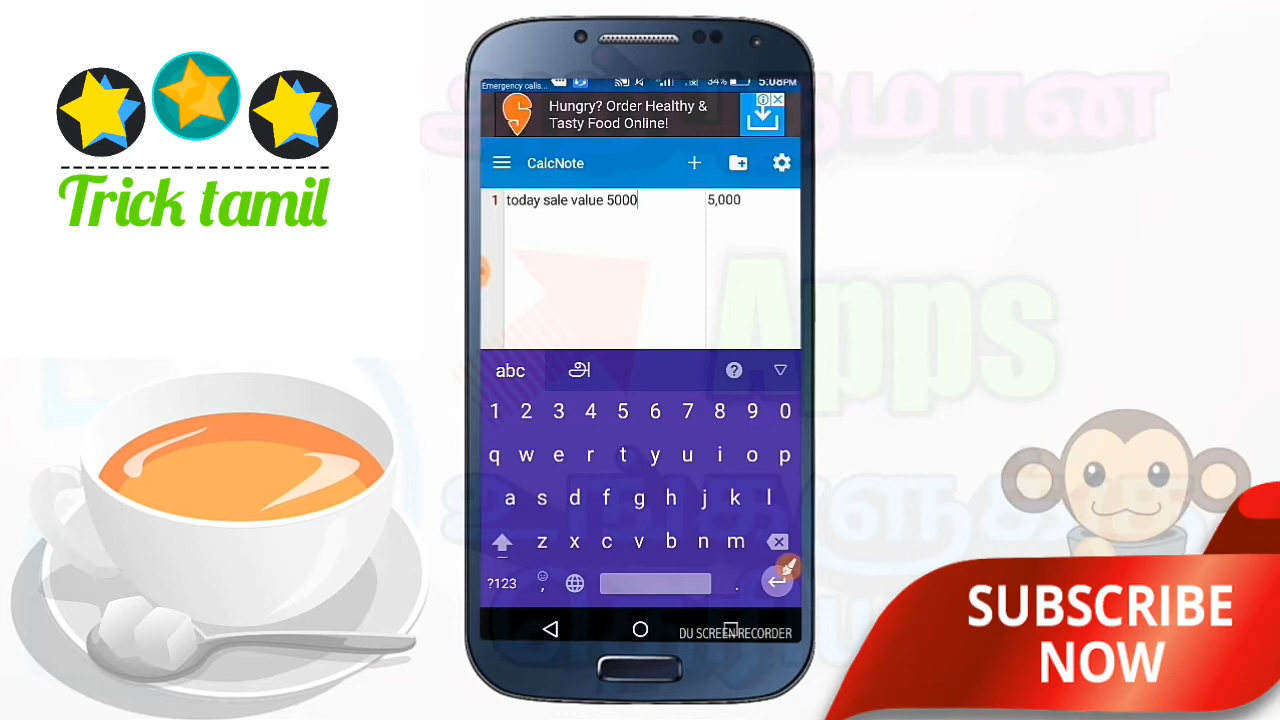 Trick tamil
Emergency calls...
34%
5:08PM
Hungry? Order Healthy &
Tasty Food Online!
CalcNote
1 today sale value 5000
5,000
Apps
abc அ
1 2 3 4 5 6 7 8 9 0
q w e r t y u i o p
a s d f g h j k l
z x c v b n m
?123 , .
DU SCREEN RECORDER
SUBSCRIBE
NOW